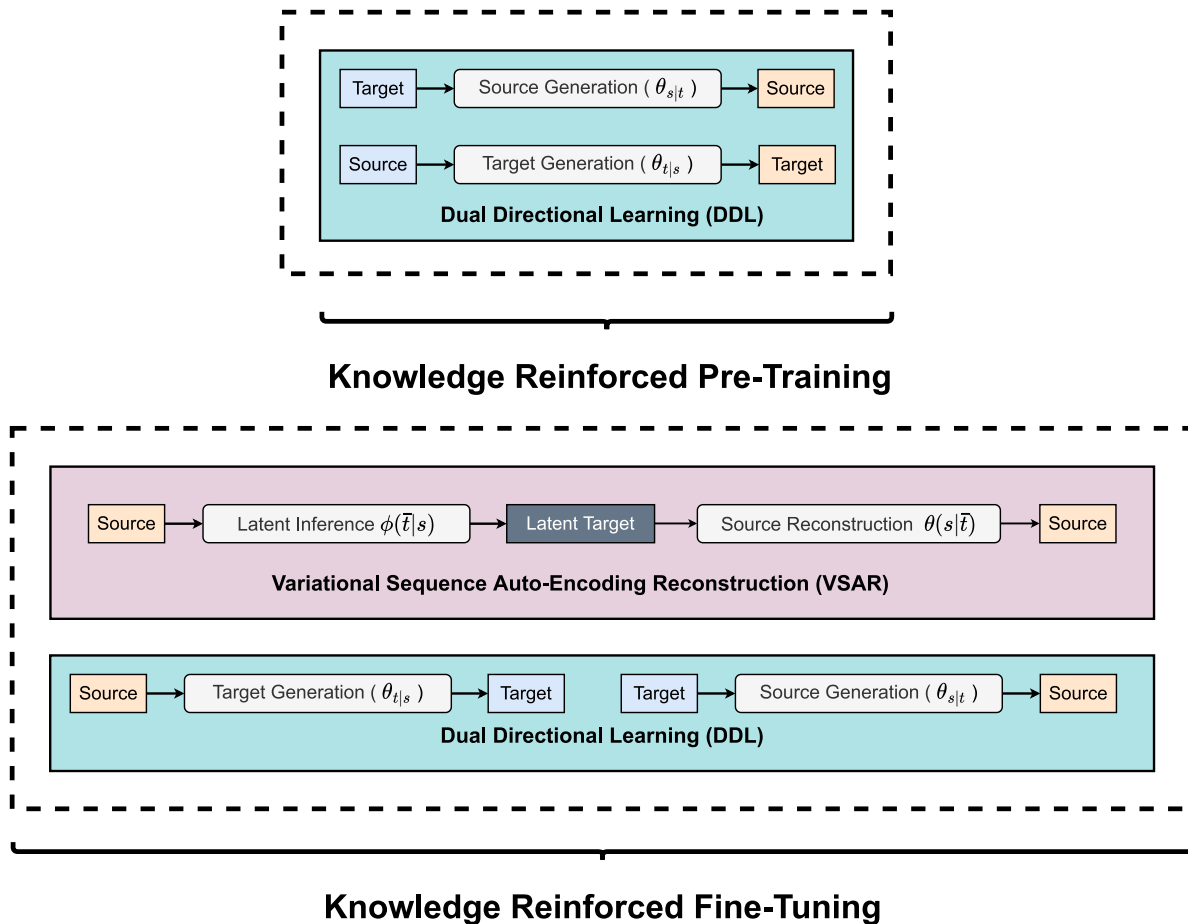 Target Source Generation ( θ_{s|t} ) Source
Source Target Generation ( θ_{t|s} ) Target
Dual Directional Learning (DDL)
Knowledge Reinforced Pre-Training
Source Latent Inference ϕ(t̄|s) Latent Target Source Reconstruction θ(s|t̄) Source
Variational Sequence Auto-Encoding Reconstruction (VSAR)
Source Target Generation ( θ_{t|s} ) Target Target Source Generation ( θ_{s|t} ) Source
Dual Directional Learning (DDL)
Knowledge Reinforced Fine-Tuning